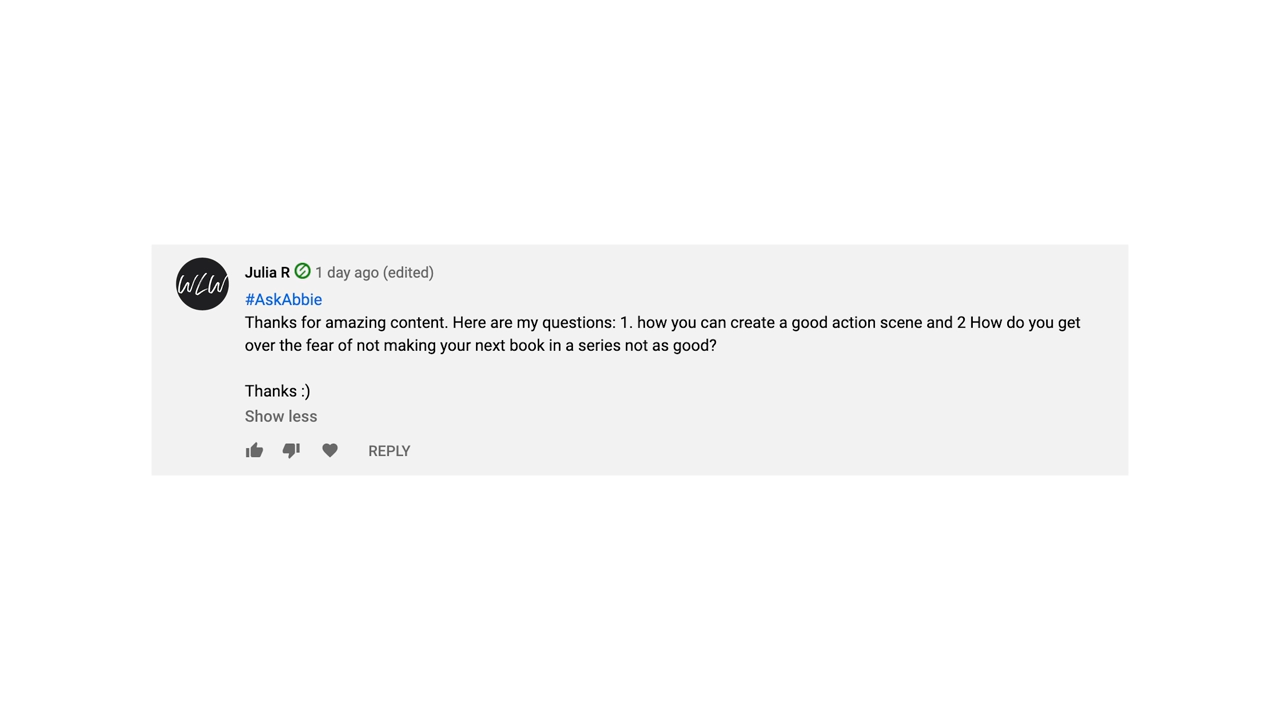 WLW
Julia R 1 day ago (edited)
#AskAbbie
Thanks for amazing content. Here are my questions: 1. how you can create a good action scene and 2 How do you get
over the fear of not making your next book in a series not as good?
Thanks :)
Show less
REPLY